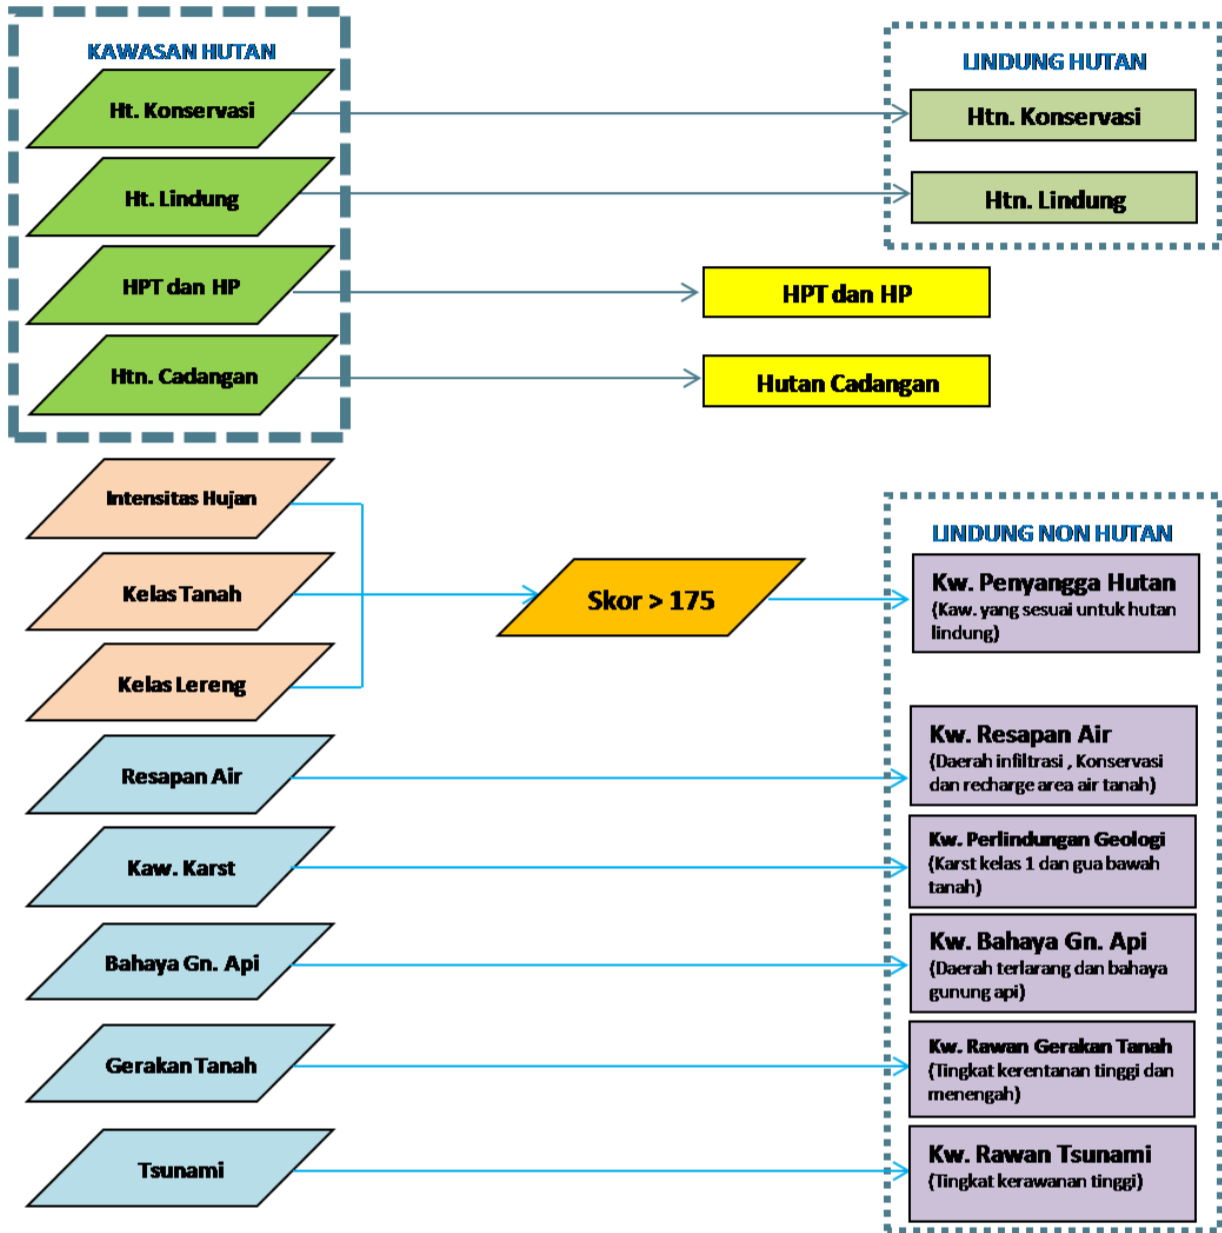 KAWASAN HUTAN
Ht. Konservasi
Ht. Lindung
HPT dan HP
Htn. Cadangan
LINDUNG HUTAN
Htn. Konservasi
Htn. Lindung
HPT dan HP
Hutan Cadangan
Intensitas Hujan
Kelas Tanah
Kelas Lereng
Skor > 175
Resapan Air
Kaw. Karst
Bahaya Gn. Api
Gerakan Tanah
Tsunami
LINDUNG NON HUTAN
Kw. Penyangga Hutan
(Kaw. yang sesuai untuk hutan
lindung)
Kw. Resapan Air
(Daerah infiltrasi , Konservasi
dan recharge area air tanah)
Kw. Perlindungan Geologi
(Karst kelas 1 dan gua bawah
tanah)
Kw. Bahaya Gn. Api
(Daerah terlarang dan bahaya
gunung api)
Kw. Rawan Gerakan Tanah
(Tingkat kerentanan tinggi dan
menengah)
Kw. Rawan Tsunami
(Tingkat kerawanan tinggi)